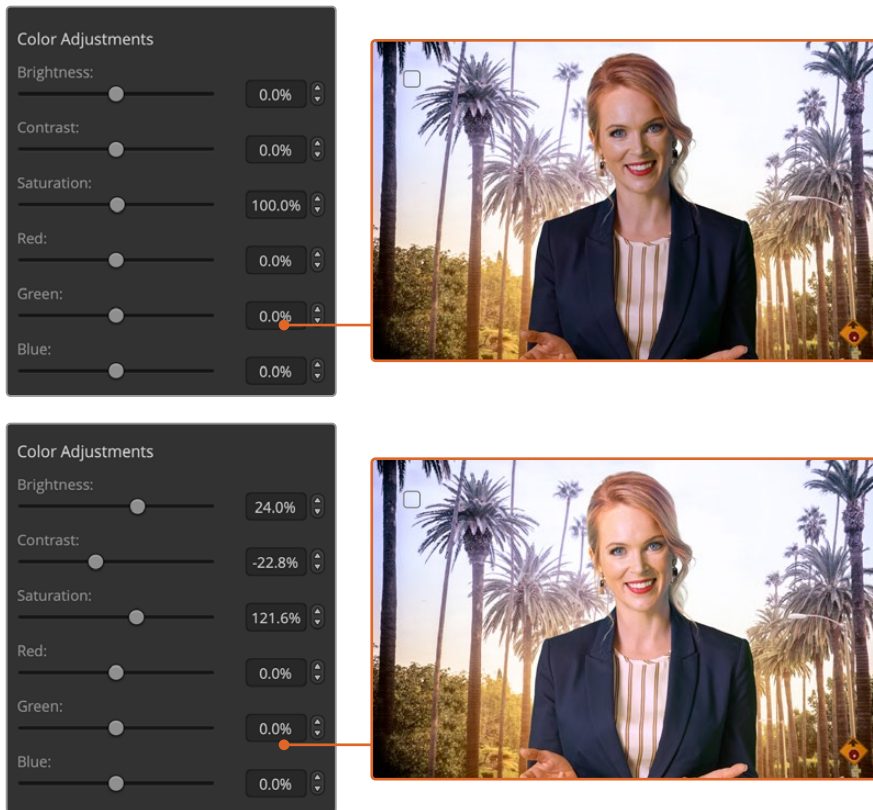 Color Adjustments
Brightness:
0.0%
Contrast:
0.0%
Saturation:
100.0%
Red:
0.0%
Green:
0.0%
Blue:
0.0%
Color Adjustments
Brightness:
24.0%
Contrast:
-22.8%
Saturation:
121.6%
Red:
0.0%
Green:
0.0%
Blue:
0.0%